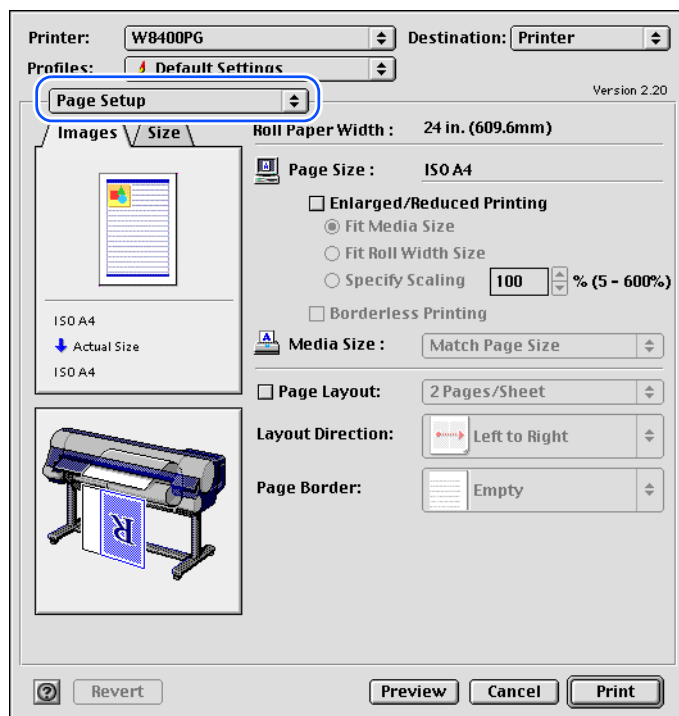 Printer: W8400PG Destination: Printer
Profiles: Default Settings
Version 2.20
Page Setup
Images Size
Roll Paper Width : 24 in. (609.6mm)
Page Size : ISO A4
Enlarged/Reduced Printing
Fit Media Size
Fit Roll Width Size
Specify Scaling 100 % (5 - 600%)
Borderless Printing
ISO A4
Actual Size
ISO A4
Media Size : Match Page Size
Page Layout: 2 Pages/Sheet
Layout Direction: Left to Right
Page Border: Empty
A
A
R
? Revert Preview Cancel Print